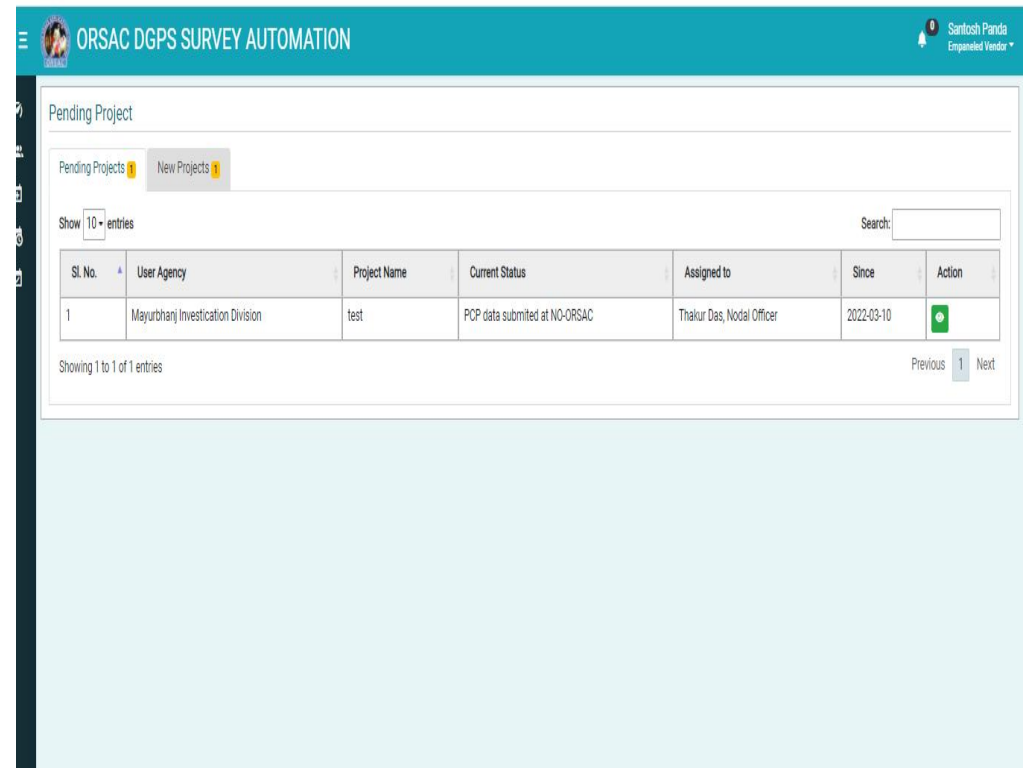 ORSAC DGPS SURVEY AUTOMATION
0
Santosh Panda
Empaneled Vendor
Pending Project
Pending Projects 1 New Projects 1
Show 10 entries Search:
Sl. No. User Agency Project Name Current Status Assigned to Since Action
1 Mayurbhanj Investication Division test PCP data submited at NO-ORSAC Thakur Das, Nodal Officer 2022-03-10
Showing 1 to 1 of 1 entries Previous 1 Next